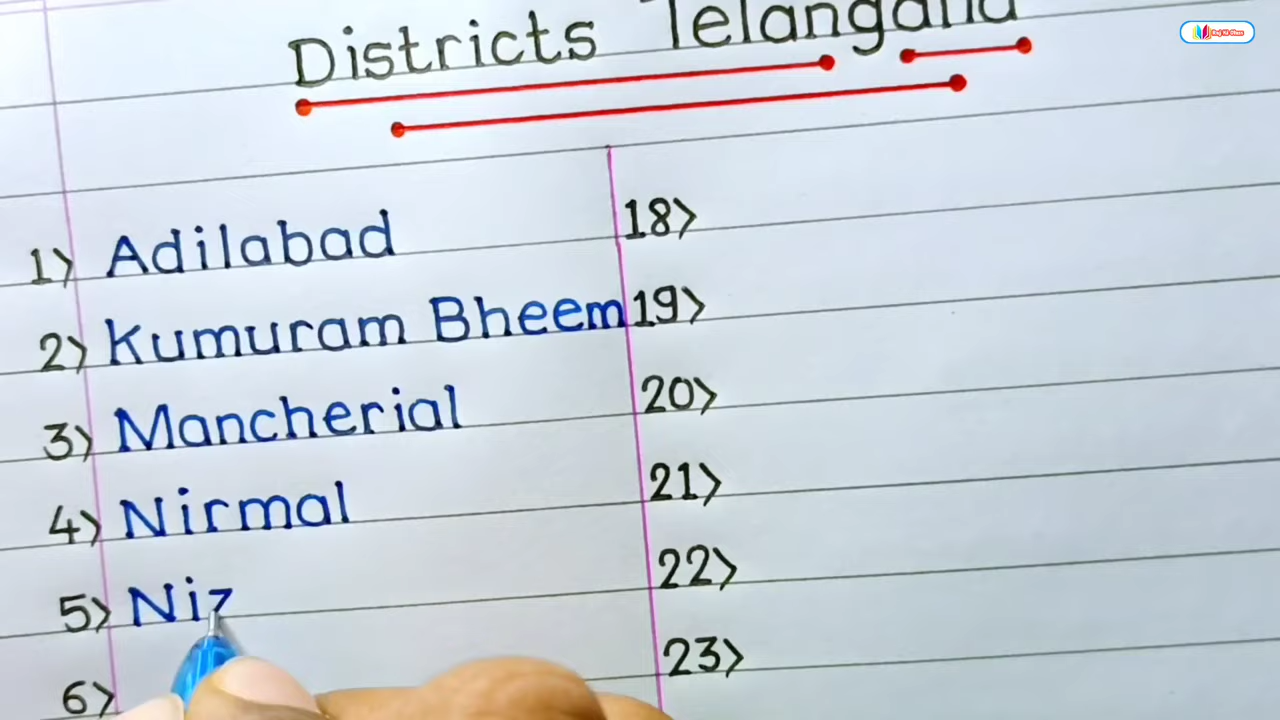 Districts Telangana
1) Adilabad
2) Kumuram Bheem
3) Mancherial
4) Nirmal
5) Niz
6)
18)
19)
20)
21)
22)
23)